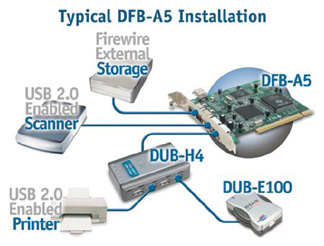 Typical DFB-A5 Installation
Firewire
External
Storage
DFB-A5
USB 2.0
Enabled
Scanner
DUB-H4
DUB-E100
USB 2.0
Enabled
Printer